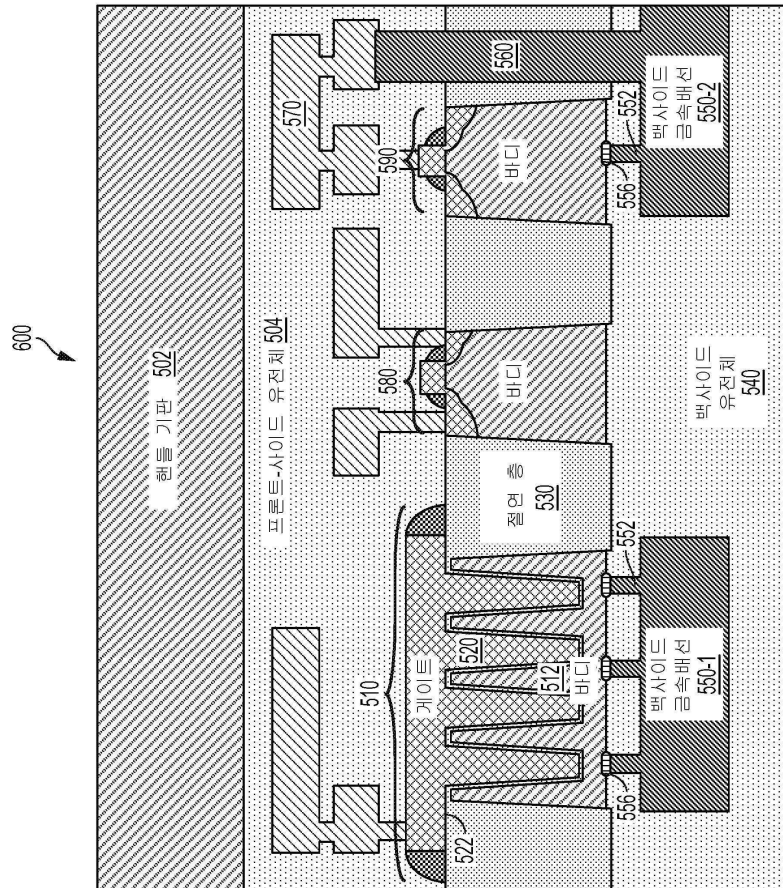 600
핸들 기판 502
프론트-사이드 유전체 504
570
510
580
590
560
게이트
520
522
512
바디
바디
바디
절연 층
530
556
552
556
552
백사이드
금속배선
550-1
백사이드
금속배선
550-2
백사이드
유전체
540